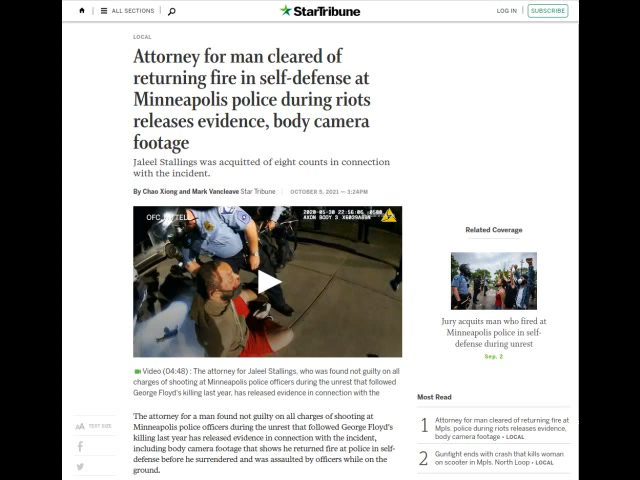 ALL SECTIONS
StarTribune
LOG IN
SUBSCRIBE
LOCAL
Attorney for man cleared of
returning fire in self-defense at
Minneapolis police during riots
releases evidence, body camera
footage
Jaleel Stallings was acquitted of eight counts in connection
with the incident.
By Chao Xiong and Mark Vancleave Star Tribune
OCTOBER 5, 2021 — 3:24PM
2020-05-30 22:56:06
AXON BODY 3
Video (04:48) : The attorney for Jaleel Stallings, who was found not guilty on all
charges of shooting at Minneapolis police officers during the unrest that followed
George Floyd's killing last year, has released evidence in connection with the
TEXT SIZE
The attorney for a man found not guilty on all charges of shooting at
Minneapolis police officers during the unrest that followed George Floyd's
killing last year has released evidence in connection with the incident,
including body camera footage that shows he returned fire at police in self-
defense before he surrendered and was assaulted by officers while on the
ground.
Related Coverage
Jury acquits man who fired at
Minneapolis police in self-
defense during unrest
Sep. 2
Most Read
1 Attorney for man cleared of returning fire at
Mpls. police during riots releases evidence,
body camera footage • LOCAL
2 Gunfight ends with crash that kills woman
on scooter in Mpls. North Loop • LOCAL